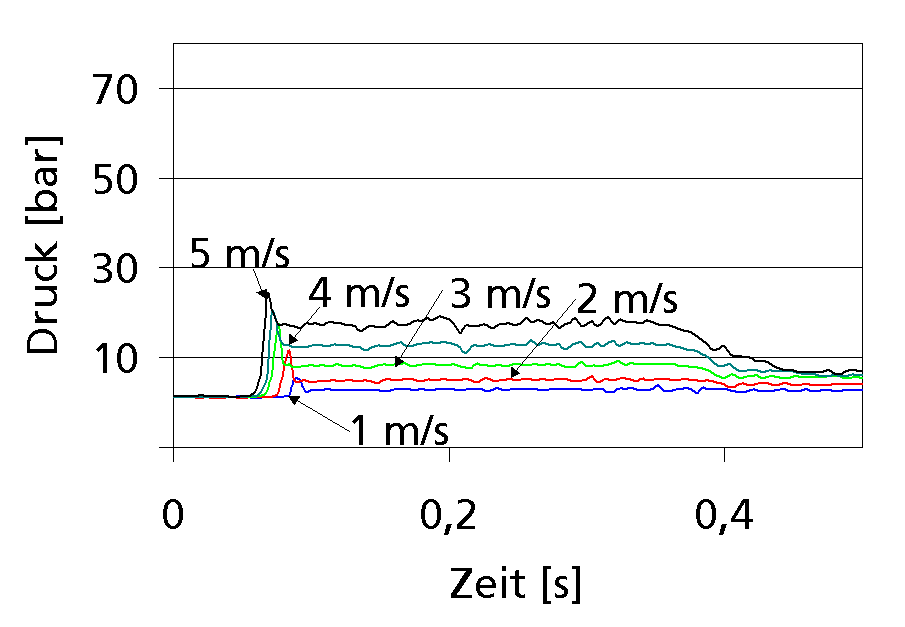 70
50
30
10
Druck [bar]
5 m/s
4 m/s
3 m/s
2 m/s
1 m/s
0
0,2
0,4
Zeit [s]